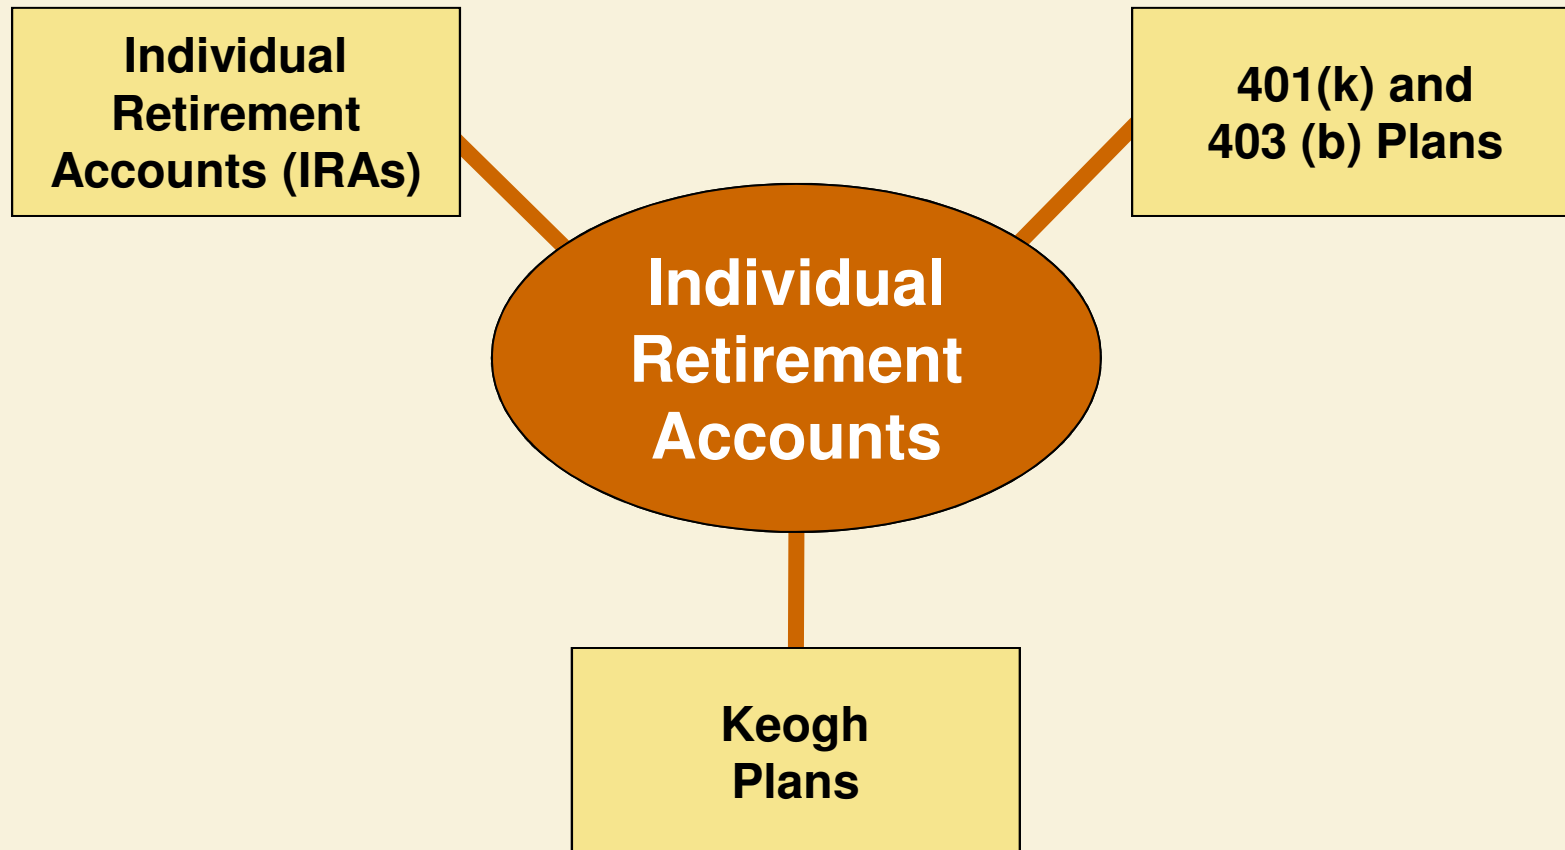 Individual
Retirement
Accounts (IRAs)
401(k) and
403 (b) Plans
Individual
Retirement
Accounts
Keogh
Plans